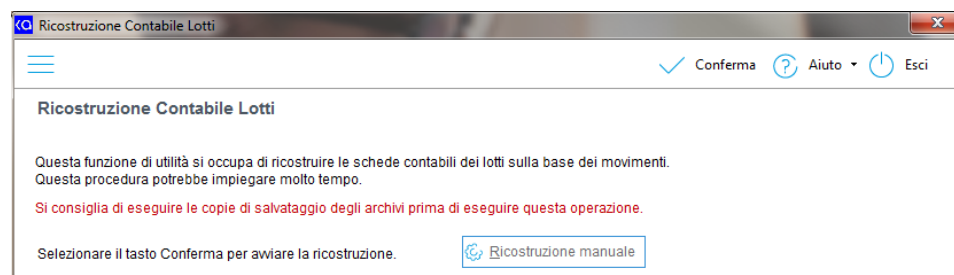 Ricostruzione Contabile Lotti
Conferma Aiuto Esci
Ricostruzione Contabile Lotti
Questa funzione di utilità si occupa di ricostruire le schede contabili dei lotti sulla base dei movimenti.
Questa procedura potrebbe impiegare molto tempo.
Si consiglia di eseguire le copie di salvataggio degli archivi prima di eseguire questa operazione.
Selezionare il tasto Conferma per avviare la ricostruzione. Ricostruzione manuale